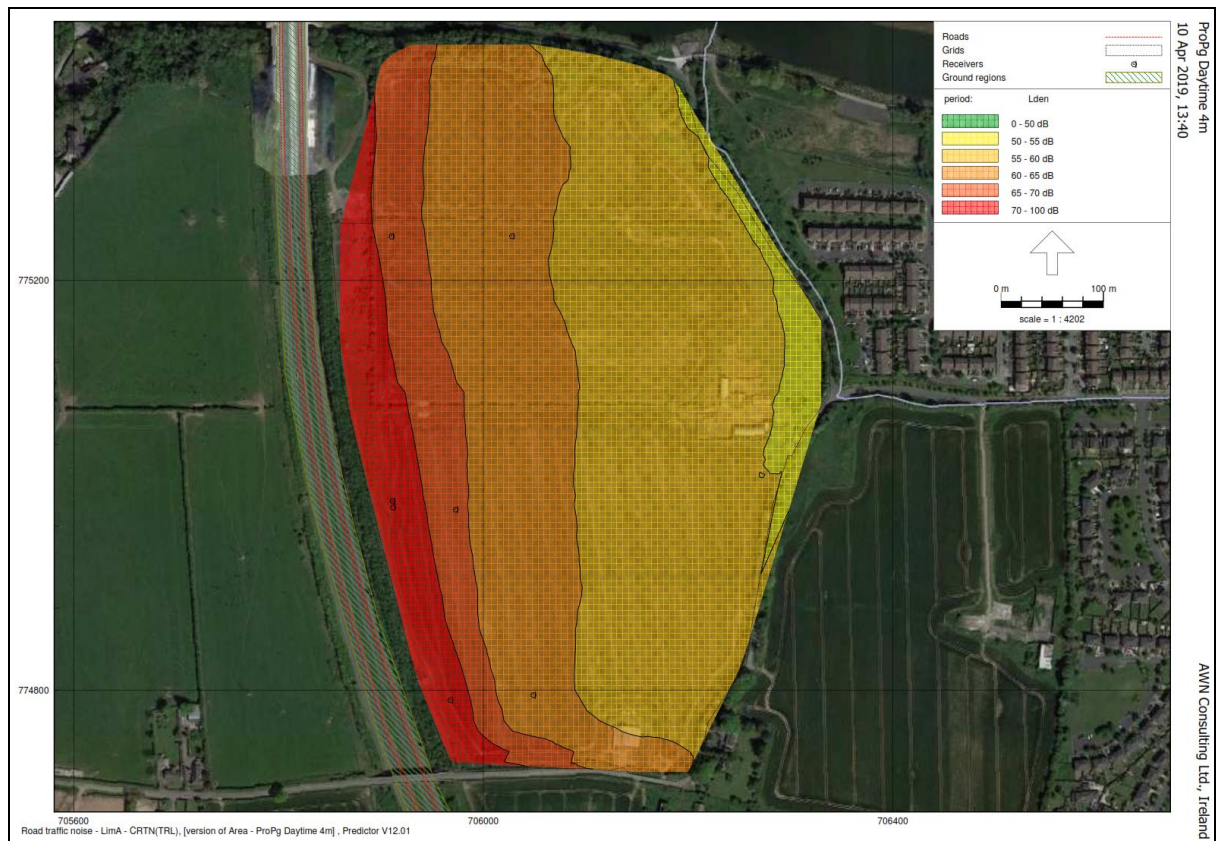 ProPg Daytime 4m
10 Apr 2019, 13:40
Roads
Grids
Receivers
Ground regions
period: Lden
0 - 50 dB
50 - 55 dB
55 - 60 dB
60 - 65 dB
65 - 70 dB
70 - 100 dB
0 m 100 m
scale = 1 : 4202
775200
774800
705600 706000 706400
Road traffic noise - LimA - CRTN(TRL), [version of Area - ProPg Daytime 4m] , Predictor V12.01
AWN Consulting Ltd., Ireland